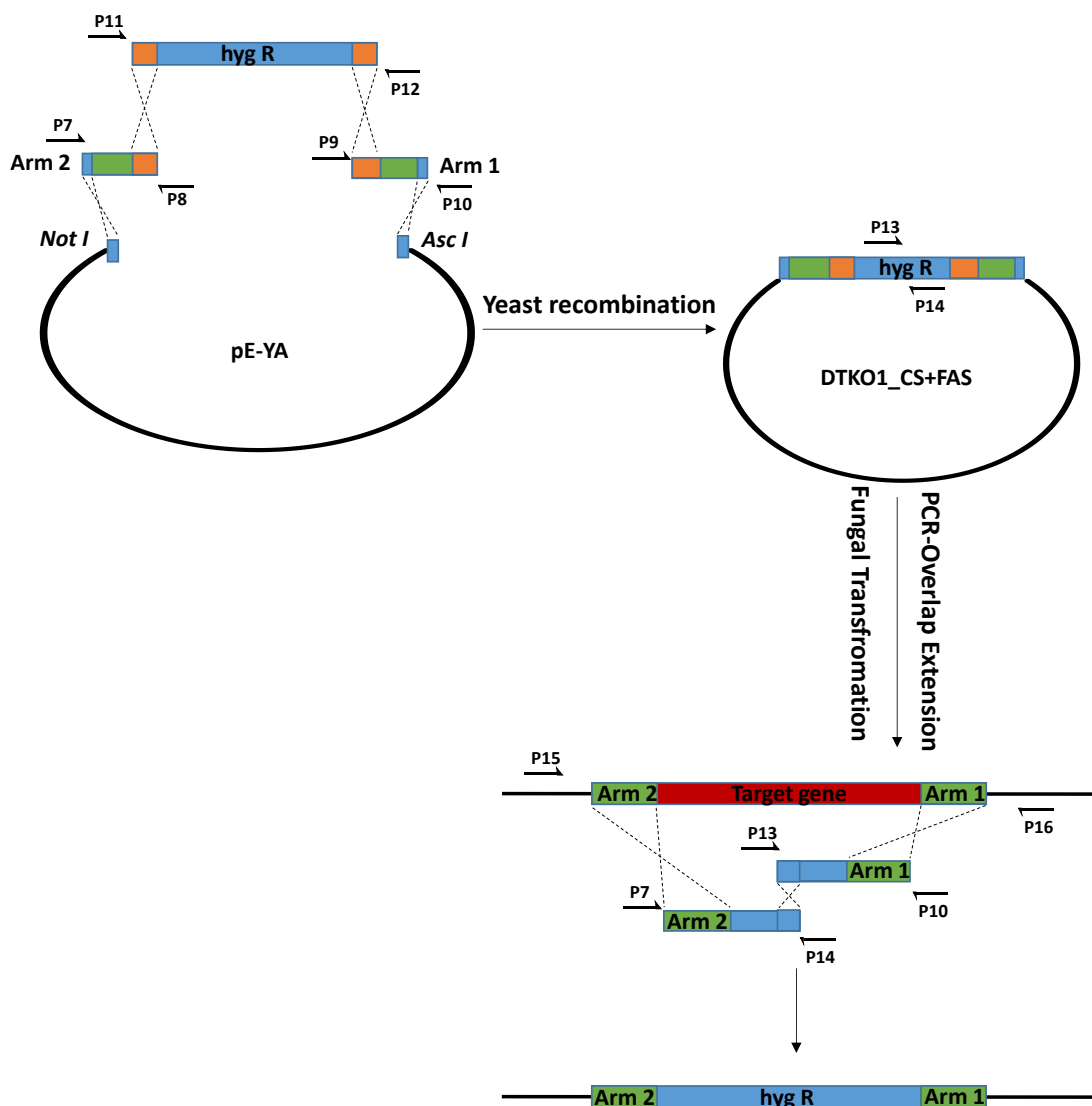 P11
hyg R
P12
P7
P9
Arm 2
Arm 1
P8
P10
Not I
Asc I
P13
hyg R
P14
Yeast recombination
pE-YA
DTKO1_CS+FAS
PCR-Overlap Extension
Fungal Transfromation
P15
Arm 2
Target gene
Arm 1
P16
P13
Arm 1
P7
P10
Arm 2
P14
Arm 2
hyg R
Arm 1